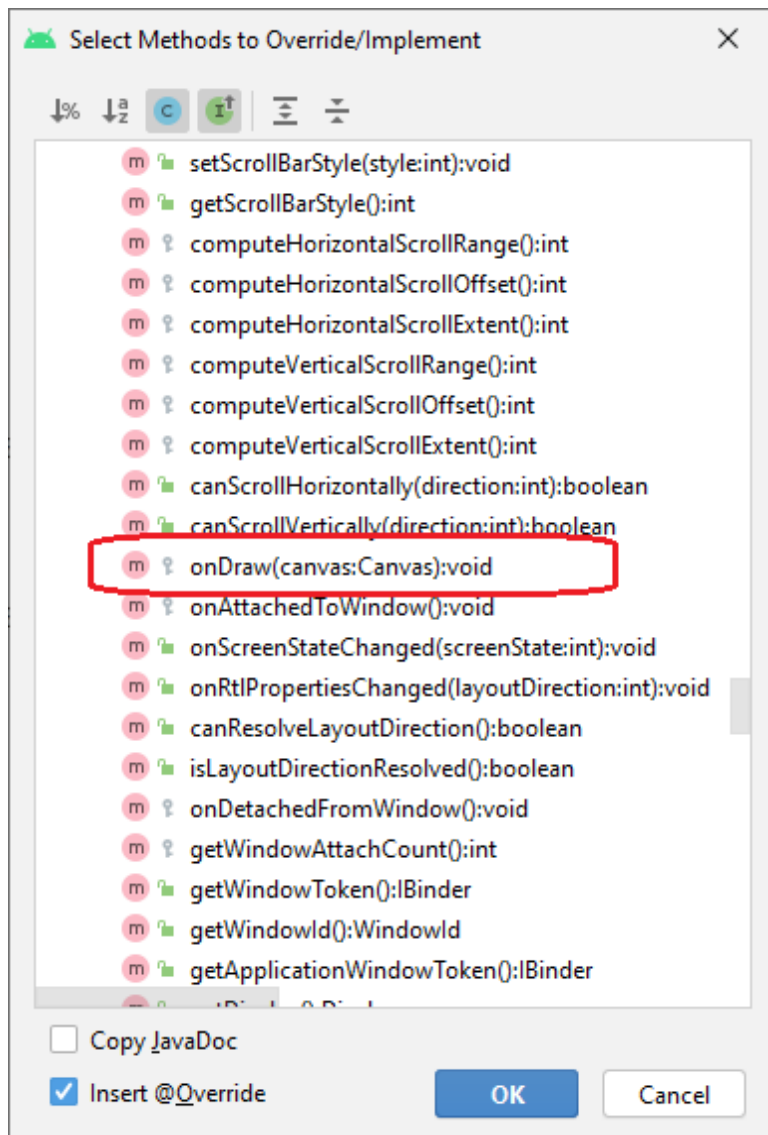 Select Methods to Override/Implement
setScrollBarStyle(style:int):void
getScrollBarStyle():int
computeHorizontalScrollRange():int
computeHorizontalScrollOffset():int
computeHorizontalScrollExtent():int
computeVerticalScrollRange():int
computeVerticalScrollOffset():int
computeVerticalScrollExtent():int
canScrollHorizontally(direction:int):boolean
canScrollVertically(direction:int):boolean
onDraw(canvas:Canvas):void
onAttachedToWindow():void
onScreenStateChanged(screenState:int):void
onRtlPropertiesChanged(layoutDirection:int):void
canResolveLayoutDirection():boolean
isLayoutDirectionResolved():boolean
onDetachedFromWindow():void
getWindowAttachCount():int
getWindowToken():IBinder
getWindowId():WindowId
getApplicationWindowToken():IBinder
Copy JavaDoc
Insert @Override
OK
Cancel